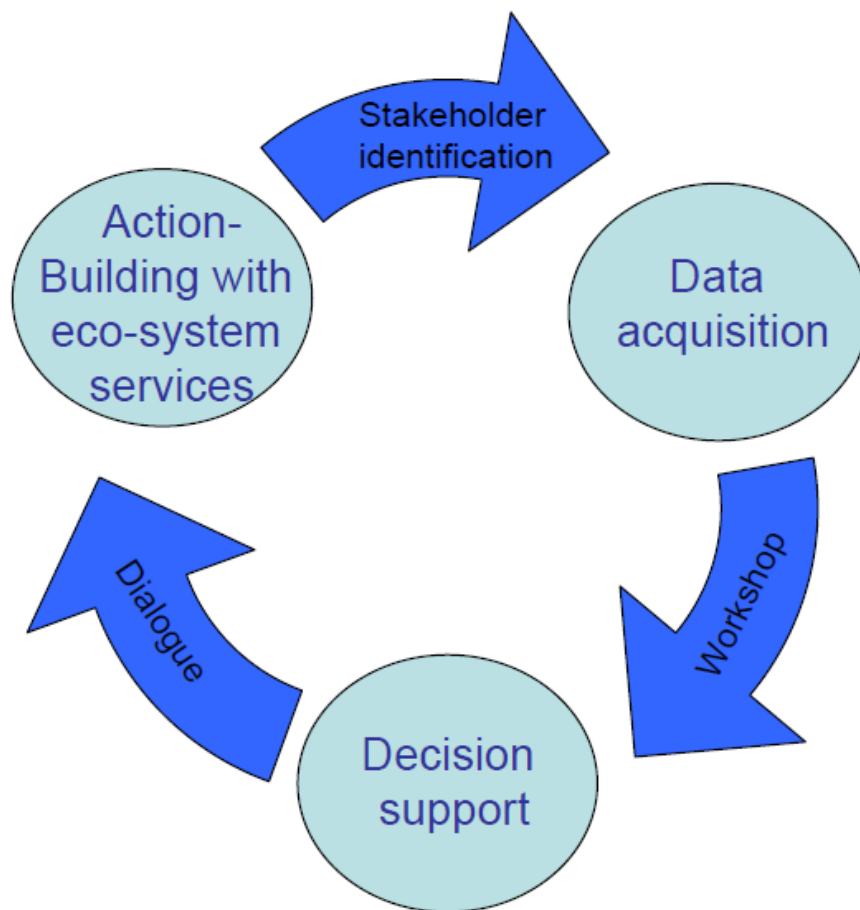 Stakeholder
identification
Action-
Building with
eco-system
services
Data
acquisition
Workshop
Dialogue
Decision
support